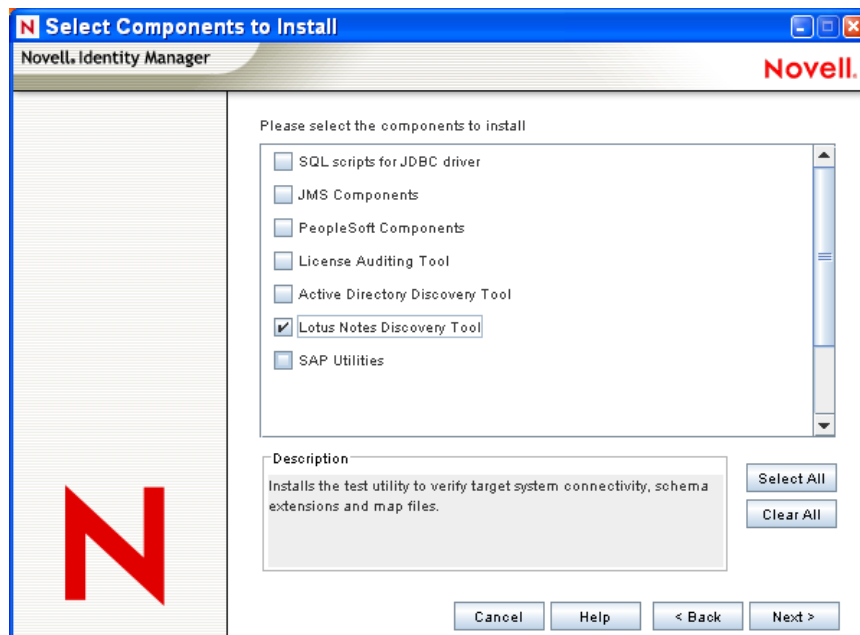 N Select Components to Install
Novell. Identity Manager
Novell.
Please select the components to install
SQL scripts for JDBC driver
JMS Components
PeopleSoft Components
License Auditing Tool
Active Directory Discovery Tool
Lotus Notes Discovery Tool
SAP Utilities
Description
Installs the test utility to verify target system connectivity, schema
extensions and map files.
Select All
Clear All
N
Cancel
Help
< Back
Next >